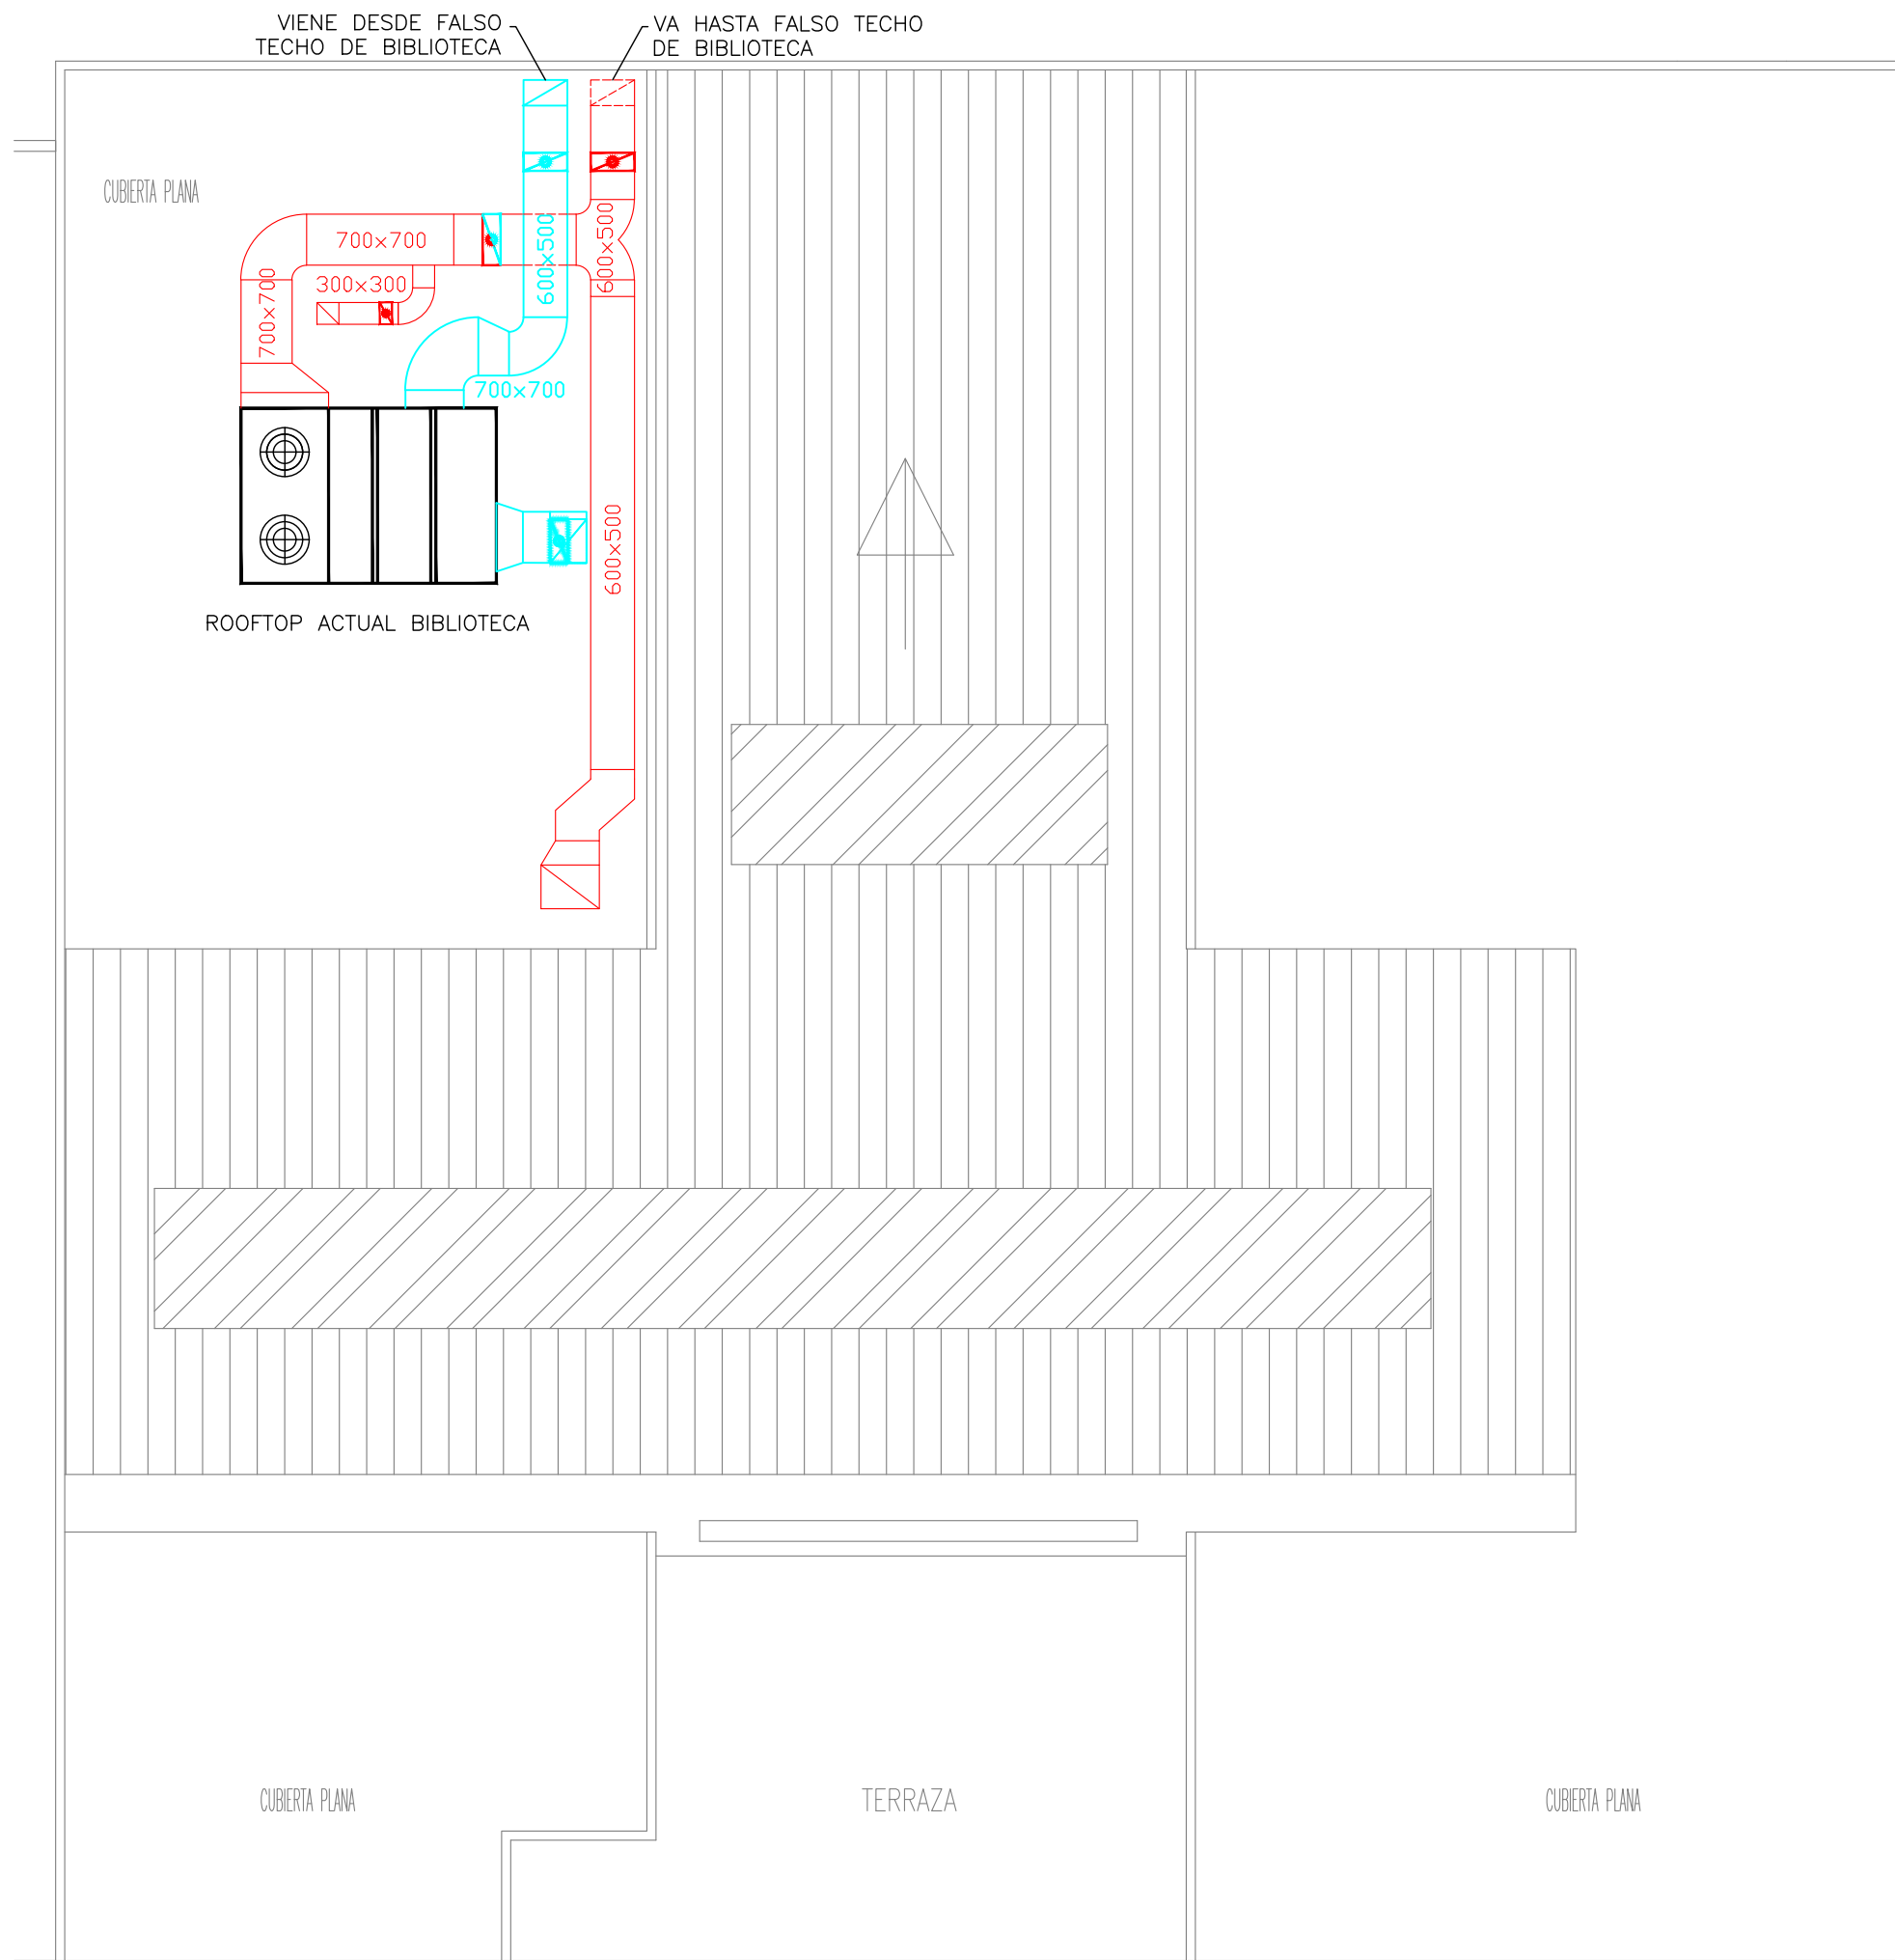 VIENE DESDE FALSO
TECHO DE BIBLIOTECA
VA HASTA FALSO TECHO
DE BIBLIOTECA
CUBIERTA PLANA
700x700
600x500
600x500
300x300
700x700
700x700
600x500
ROOFTOP ACTUAL BIBLIOTECA
CUBIERTA PLANA
TERRAZA
CUBIERTA PLANA